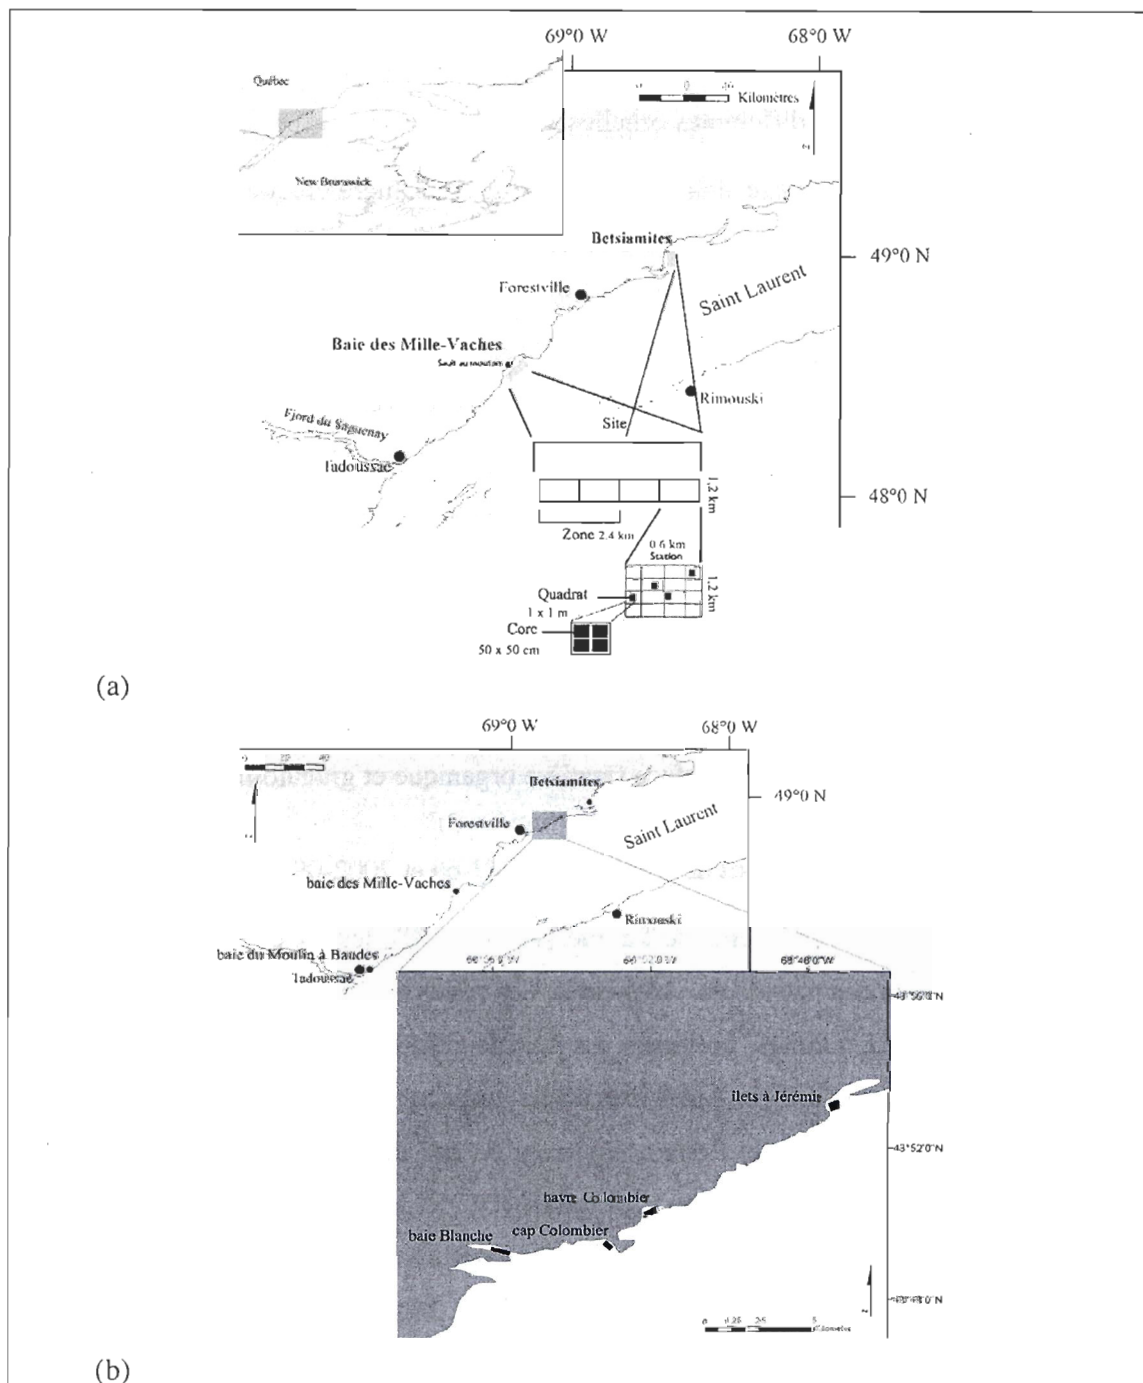 69°0 W 68°0 W
Québec
New Brunswick
Kilomètres
Betsiamites
49°0 N
Forestville
Saint Laurent
Baie des Mille-Vaches
Rimouski
Site
Fjord du Saguenay
Tadoussac
1,2 km
48°0 N
Zone 2.4 km
0.6 km
Station
Quadrat
1 x 1 m
1,2 km
Core
50 x 50 cm
(a)
69°0 W 68°0 W
Betsiamites
49°0 N
Forestville
Saint Laurent
baie des Mille-Vaches
Rimouski
baie du Moulin à Baudes
Tadoussac
îlets à Jérémie
havre Colombier
cap Colombier
baie Blanche
(b)